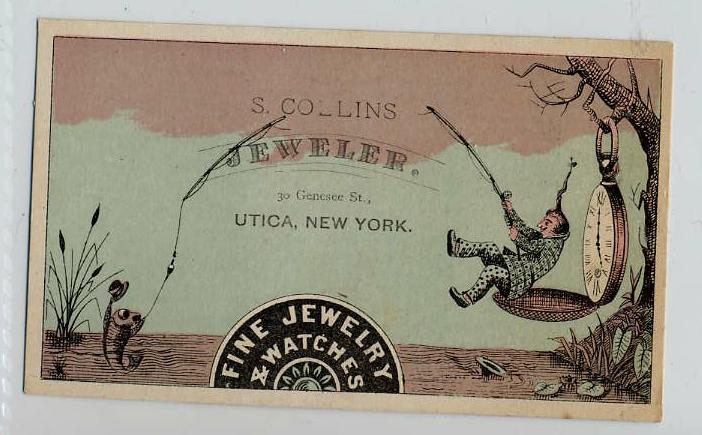 S. COLLINS
JEWELER.
30 Genesee St.,
UTICA, NEW YORK.
FINE JEWELRY
& WATCHES